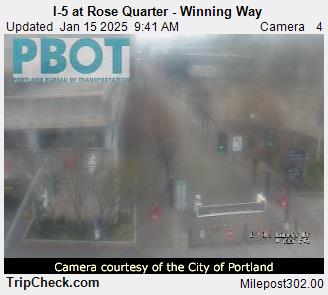 I-5 at Rose Quarter - Winning Way
Updated Jan 15 2025 9:41 AM Camera 4
PBOT
PORTLAND BUREAU OF TRANSPORTATION
Camera courtesy of the City of Portland
TripCheck.com Milepost302.00